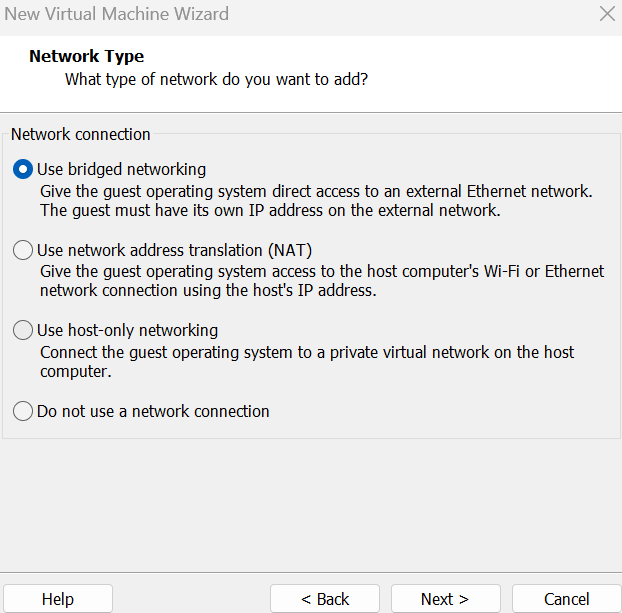 New Virtual Machine Wizard
Network Type
What type of network do you want to add?
Network connection
Use bridged networking
Give the guest operating system direct access to an external Ethernet network.
The guest must have its own IP address on the external network.
Use network address translation (NAT)
Give the guest operating system access to the host computer's Wi-Fi or Ethernet
network connection using the host's IP address.
Use host-only networking
Connect the guest operating system to a private virtual network on the host
computer.
Do not use a network connection
Help
< Back
Next >
Cancel